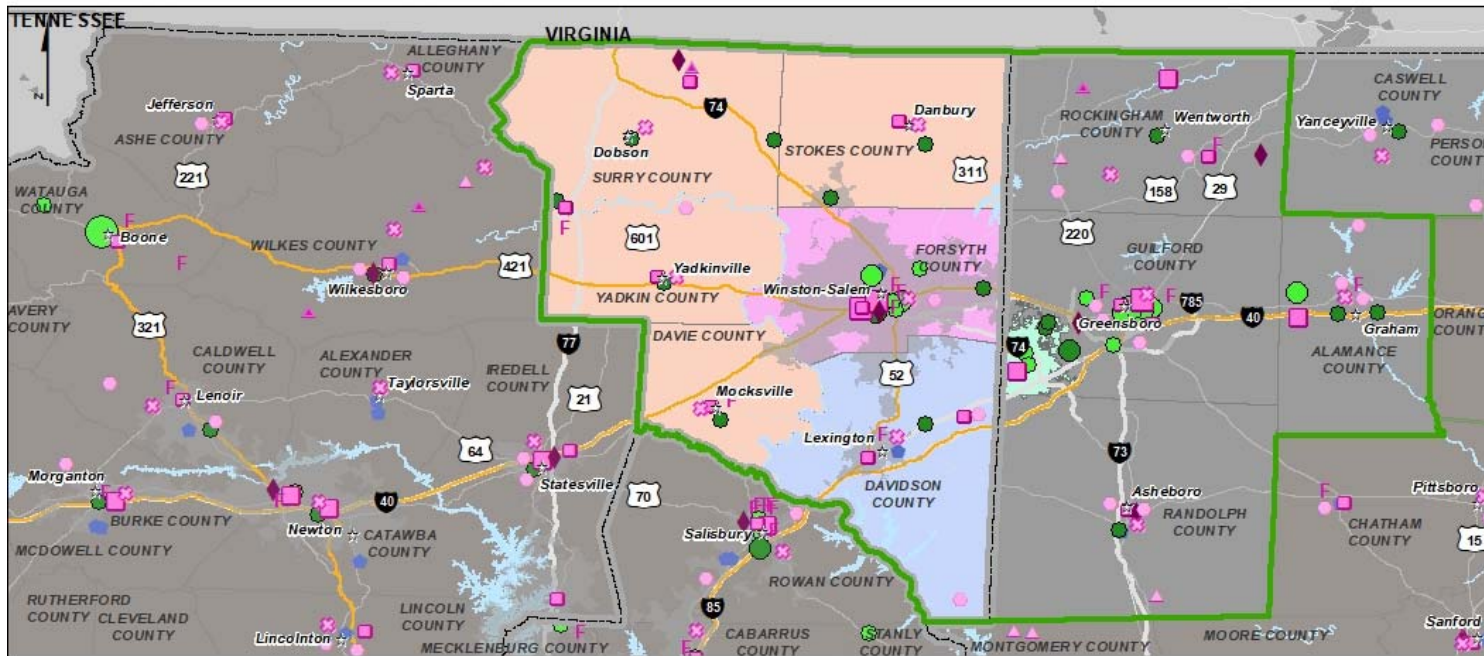 TENNESSEE
VIRGINIA
z
ALLEGHANY
COUNTY
Sparta
Jefferson
ASHE COUNTY
221
74
Danbury
ROCKINGHAM
COUNTY
Wentworth
CASWELL
COUNTY
Yanceyville
PERSON
COUNT
Dobson
SURRY COUNTY
STOKES COUNTY
311
F
158
29
WATAUGA
COUNTY
F
Boone
F
WILKES COUNTY
421
Wilkesboro
F
601
Yadkinville
YADKIN COUNTY
FORSYTH
COUNTY
Winston-Salem
F
F
F
220
GUILFORD
COUNTY
F
F
Greensboro
785
40
F
Graham
ALAMANCE
COUNTY
ORANG
COUNT
AVERY
COUNTY
321
CALDWELL
COUNTY
ALEXANDER
COUNTY
Taylorsville
F
Lenoir
IREDELL
COUNTY
77
21
64
DAVIE COUNTY
F
Mocksville
52
F
Lexington
DAVIDSON
COUNTY
74
73
Morganton
BURKE COUNTY
MCDOWELL COUNTY
40
F
Newton
CATAWBA
COUNTY
Statesville
70
F
Salisbury
ROWAN COUNTY
Asheboro
RANDOLPH
COUNTY
F
CHATHAM
COUNTY
Pittsboro
15
RUTHERFORD
COUNTY
CLEVELAND
COUNTY
Lincolnton
LINCOLN
COUNTY
MECKLENBURG COUNTY
F
85
F
CABARRUS
COUNTY
STANLY
COUNTY
MONTGOMERY
COUNTY
MOORE COUNTY
Sanford